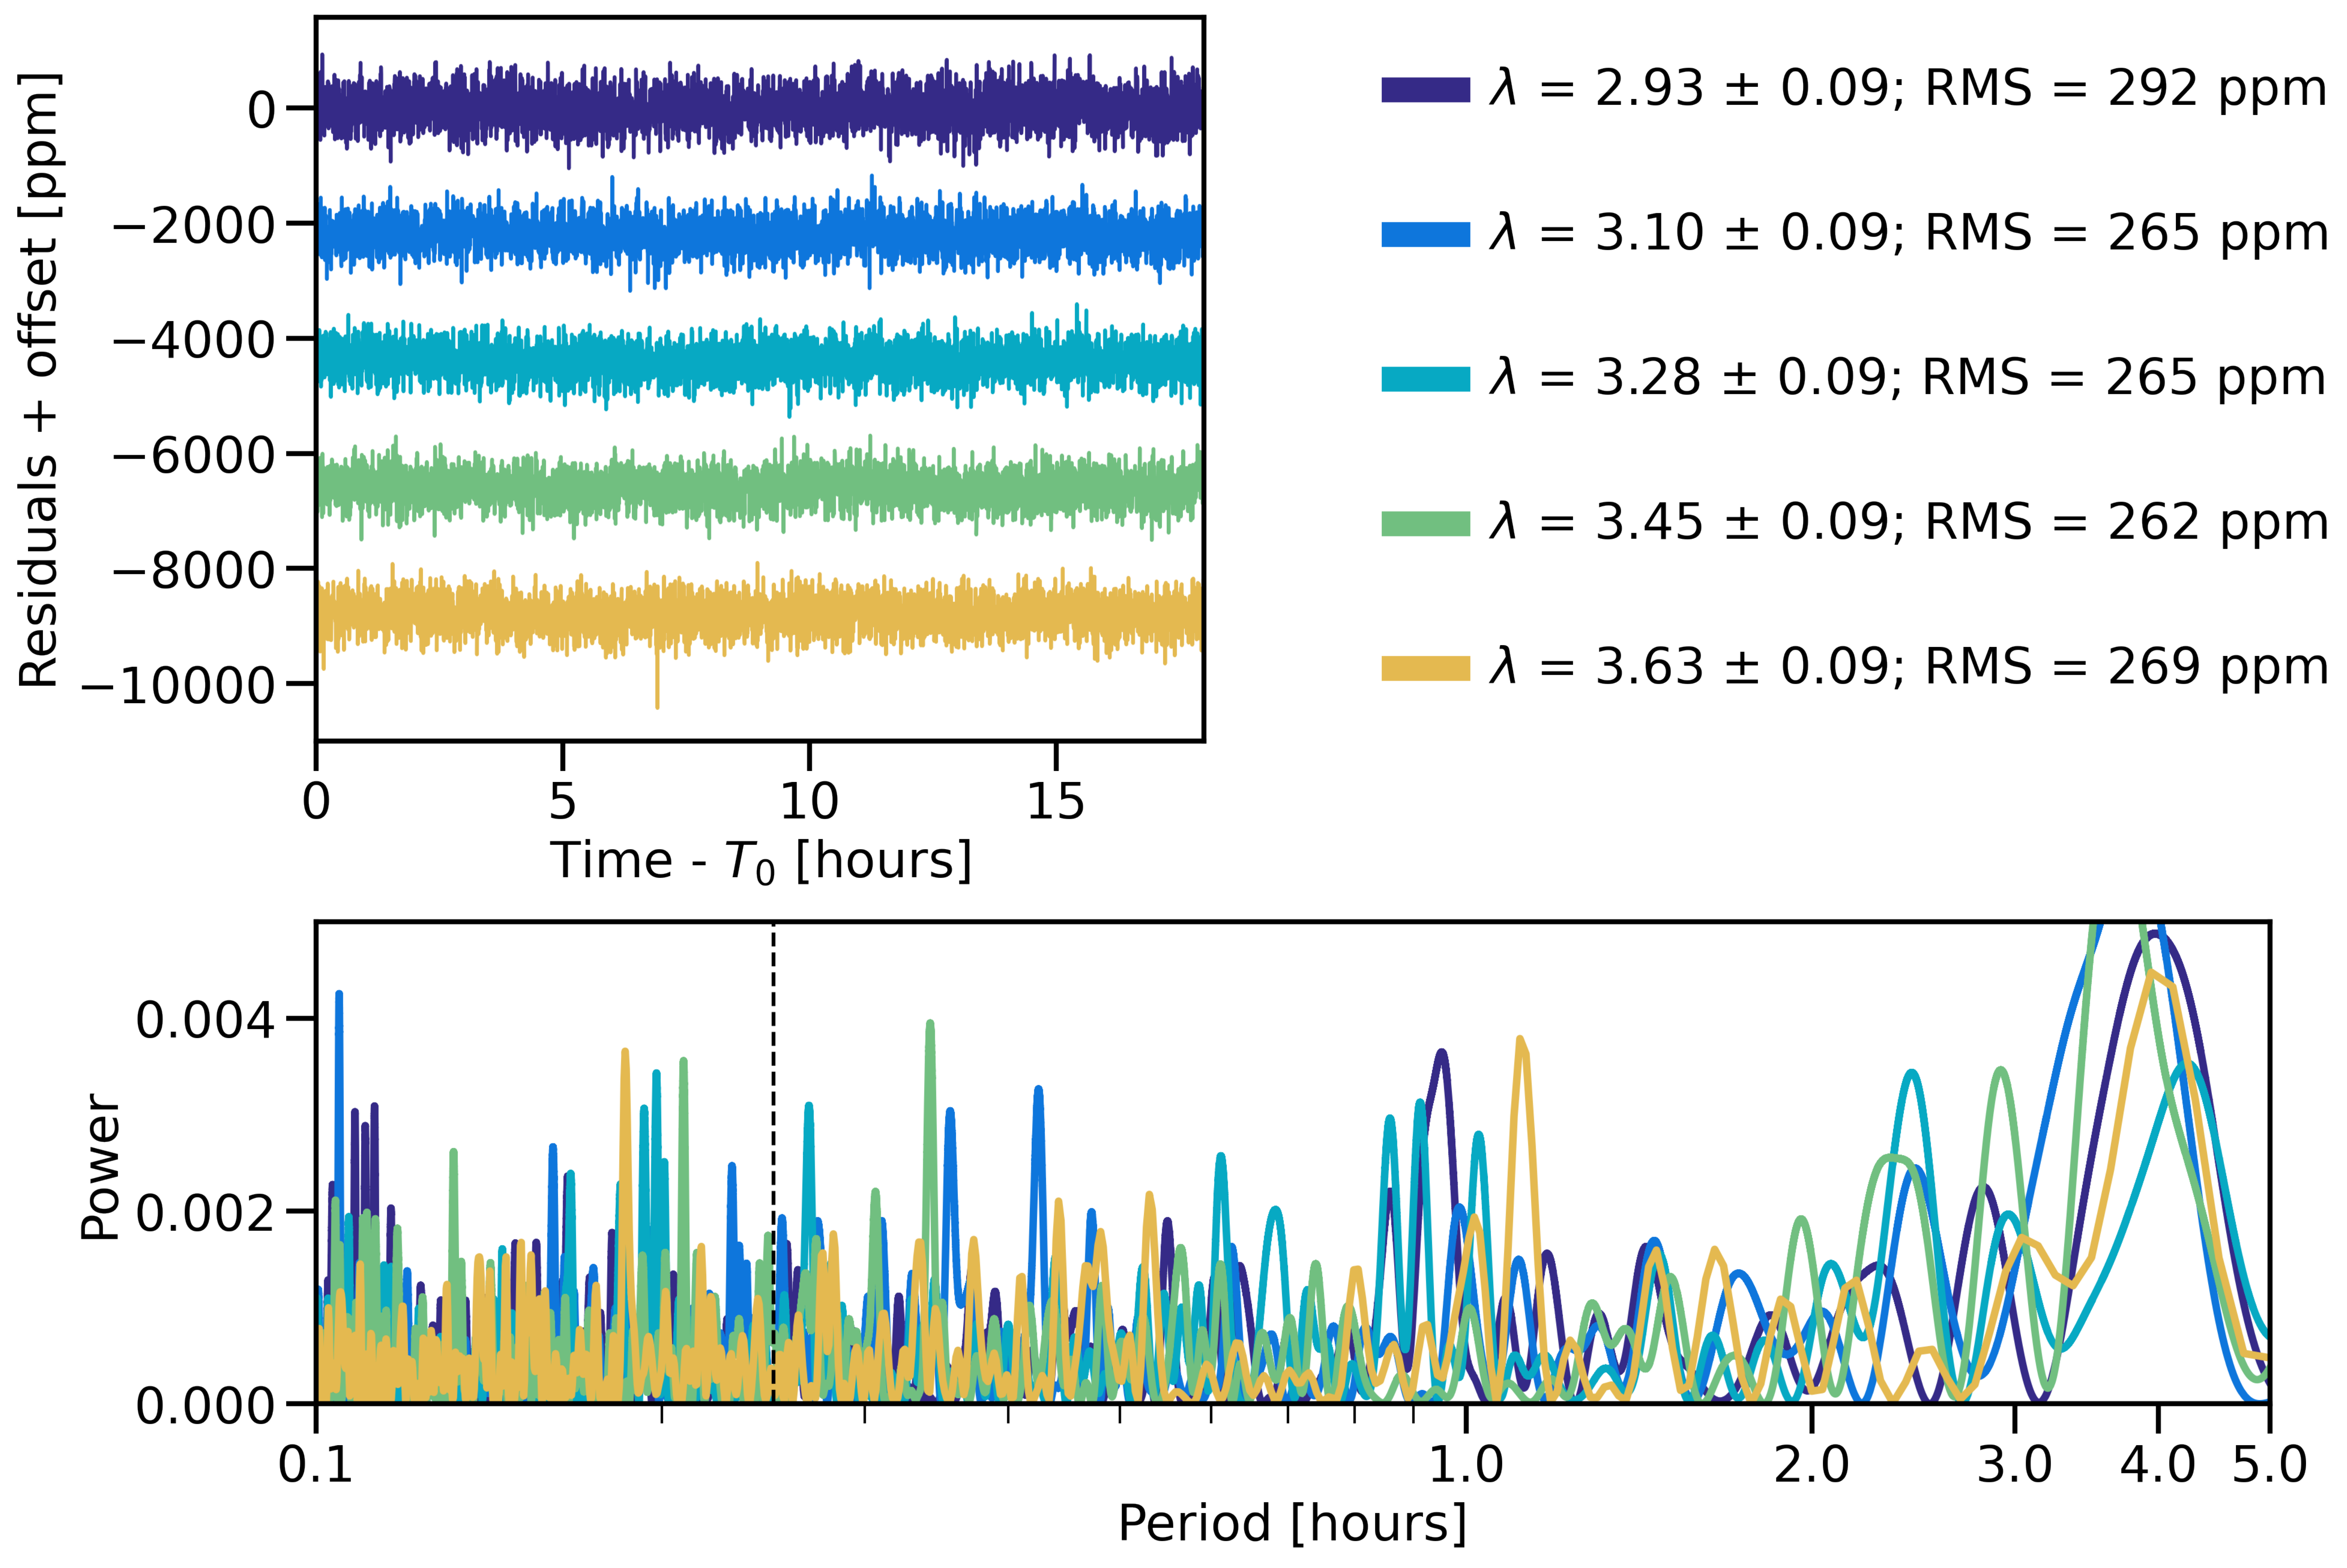 Residuals + offset [ppm]
0
−2000
−4000
−6000
−8000
−10000
0 5 10 15
Time - T₀ [hours]
λ = 2.93 ± 0.09; RMS = 292 ppm
λ = 3.10 ± 0.09; RMS = 265 ppm
λ = 3.28 ± 0.09; RMS = 265 ppm
λ = 3.45 ± 0.09; RMS = 262 ppm
λ = 3.63 ± 0.09; RMS = 269 ppm
Power
0.004
0.002
0.000
0.1 1.0 2.0 3.0 4.0 5.0
Period [hours]